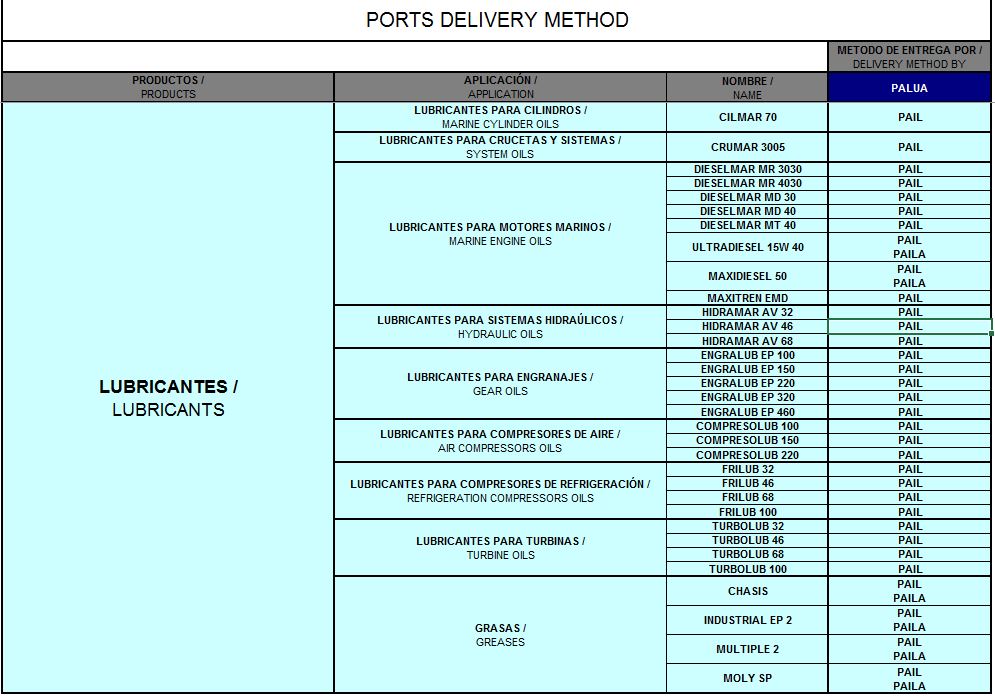 PORTS DELIVERY METHOD
METODO DE ENTREGA POR /
DELIVERY METHOD BY
PRODUCTOS /
PRODUCTS
APLICACIÓN /
APPLICATION
NOMBRE /
NAME
PALUA
LUBRICANTES /
LUBRICANTS
LUBRICANTES PARA CILINDROS /
MARINE CYLINDER OILS
CILMAR 70
PAIL
LUBRICANTES PARA CRUCETAS Y SISTEMAS /
SYSTEM OILS
CRUMAR 3005
PAIL
LUBRICANTES PARA MOTORES MARINOS /
MARINE ENGINE OILS
DIESELMAR MR 3030
PAIL
DIESELMAR MR 4030
PAIL
DIESELMAR MD 30
PAIL
DIESELMAR MD 40
PAIL
DIESELMAR MT 40
PAIL
ULTRADIESEL 15W 40
PAIL
PAILA
MAXIDIESEL 50
PAIL
PAILA
MAXITREN EMD
PAIL
LUBRICANTES PARA SISTEMAS HIDRAÚLICOS /
HYDRAULIC OILS
HIDRAMAR AV 32
PAIL
HIDRAMAR AV 46
PAIL
HIDRAMAR AV 68
PAIL
LUBRICANTES PARA ENGRANAJES /
GEAR OILS
ENGRALUB EP 100
PAIL
ENGRALUB EP 150
PAIL
ENGRALUB EP 220
PAIL
ENGRALUB EP 320
PAIL
ENGRALUB EP 460
PAIL
LUBRICANTES PARA COMPRESORES DE AIRE /
AIR COMPRESSORS OILS
COMPRESOLUB 100
PAIL
COMPRESOLUB 150
PAIL
COMPRESOLUB 220
PAIL
LUBRICANTES PARA COMPRESORES DE REFRIGERACIÓN /
REFRIGERATION COMPRESSORS OILS
FRILUB 32
PAIL
FRILUB 46
PAIL
FRILUB 68
PAIL
FRILUB 100
PAIL
LUBRICANTES PARA TURBINAS /
TURBINE OILS
TURBOLUB 32
PAIL
TURBOLUB 46
PAIL
TURBOLUB 68
PAIL
TURBOLUB 100
PAIL
GRASAS /
GREASES
CHASIS
PAIL
PAILA
INDUSTRIAL EP 2
PAIL
PAILA
MULTIPLE 2
PAIL
PAILA
MOLY SP
PAIL
PAILA